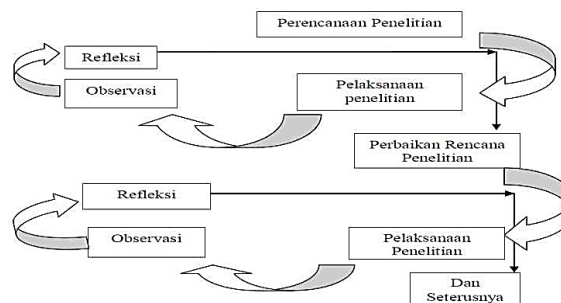 Perencanaan Penelitian
Refleksi
Observasi
Pelaksanaan
penelitian
Perbaikan Rencana
Penelitian
Refleksi
Observasi
Pelaksanaan
Penelitian
Dan
Seterusnya